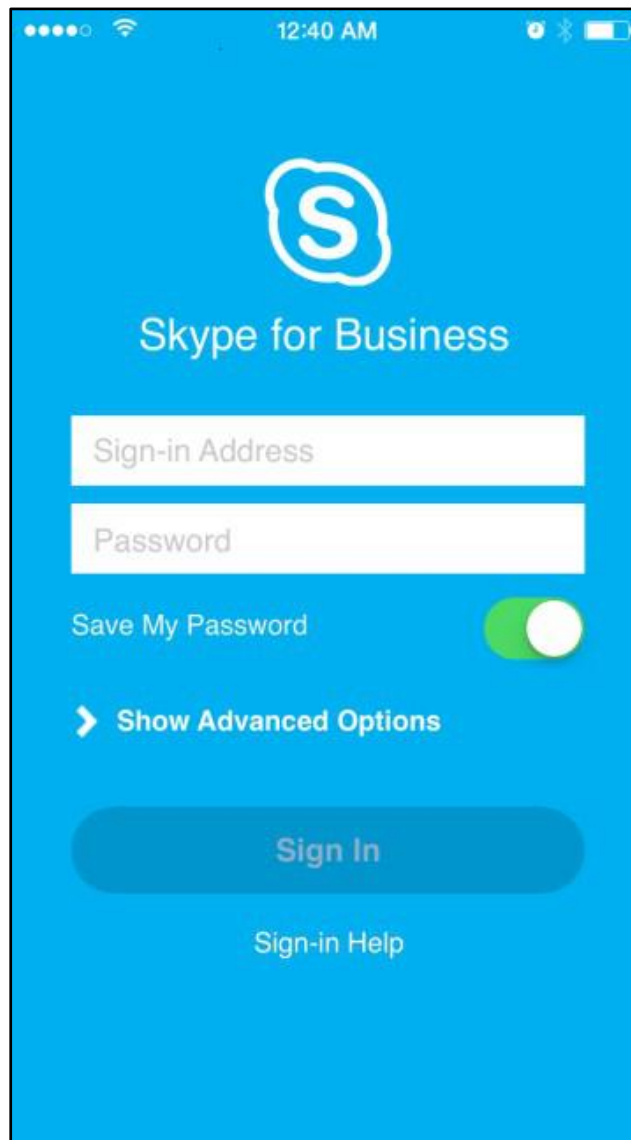 12:40 AM
S
Skype for Business
Sign-in Address
Password
Save My Password
Show Advanced Options
Sign In
Sign-in Help